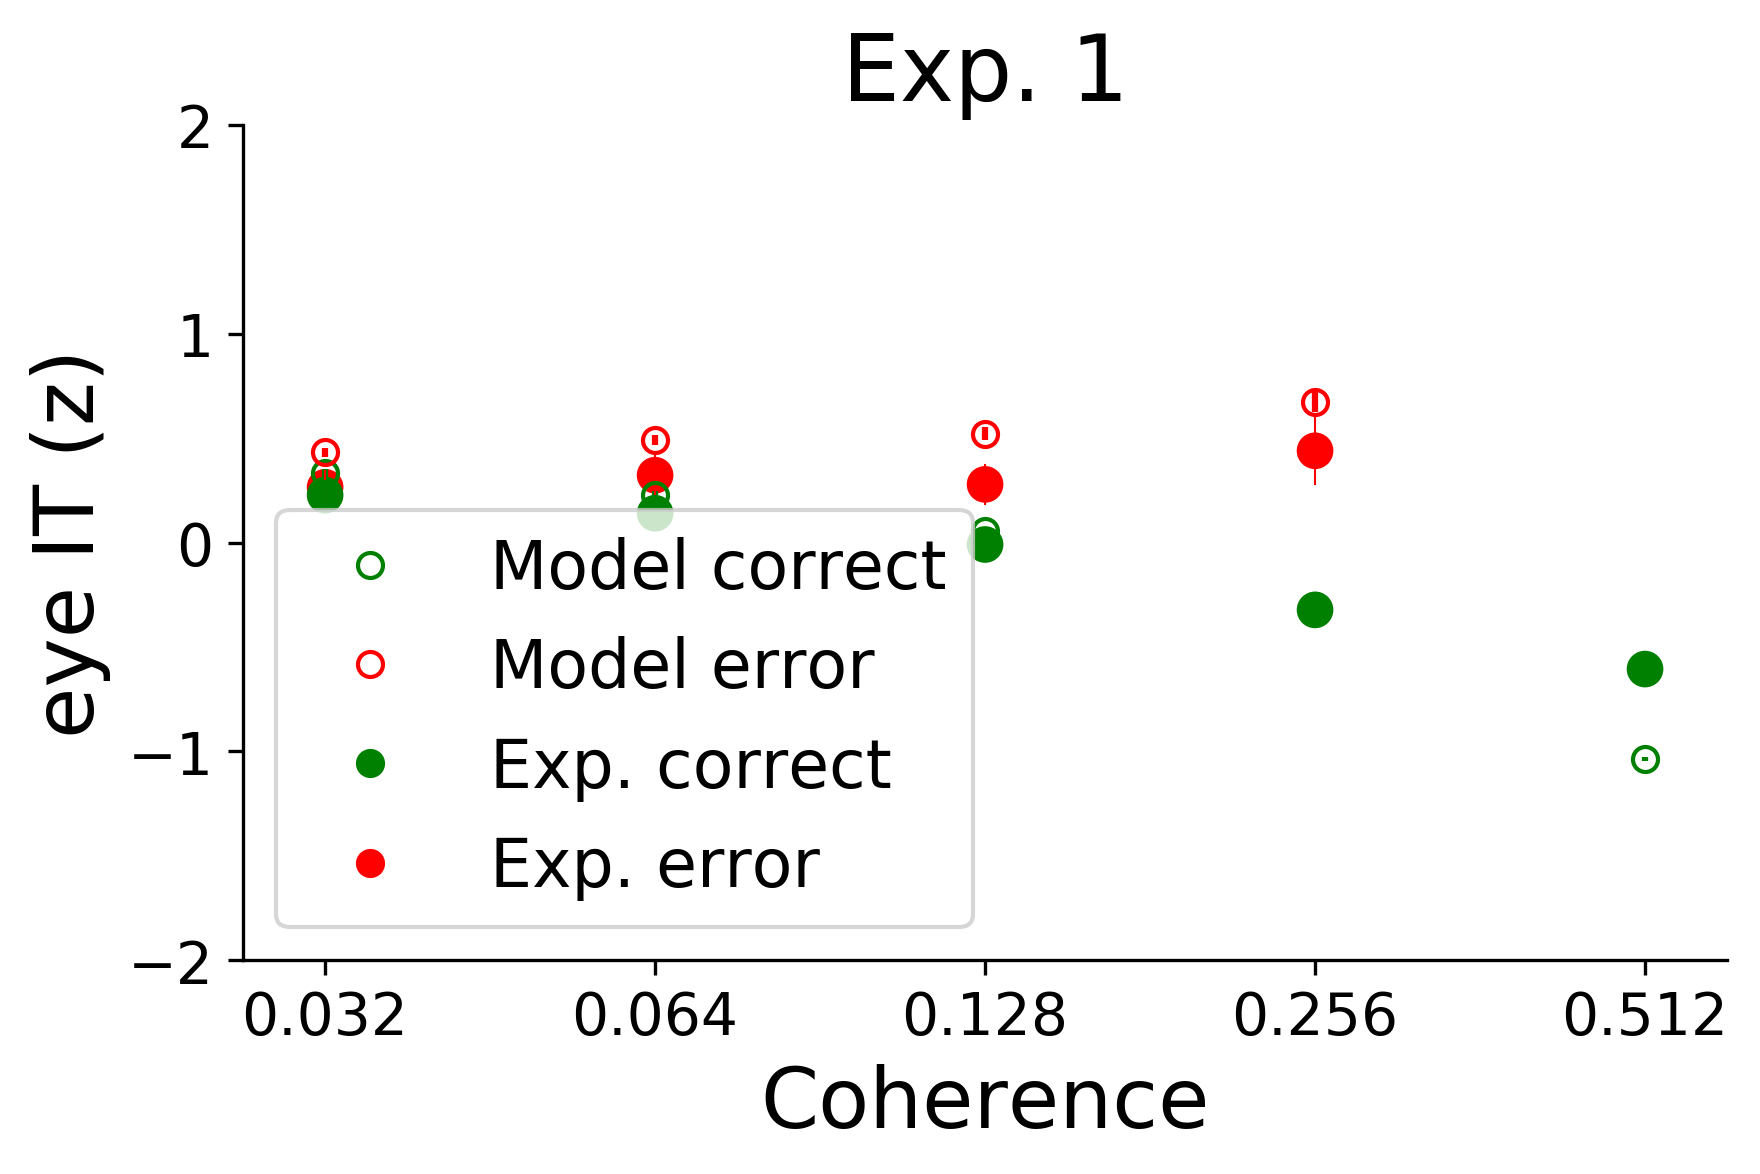 Exp. 1
2
1
0
−1
−2
eye IT (z)
Model correct
Model error
Exp. correct
Exp. error
0.032 0.064 0.128 0.256 0.512
Coherence